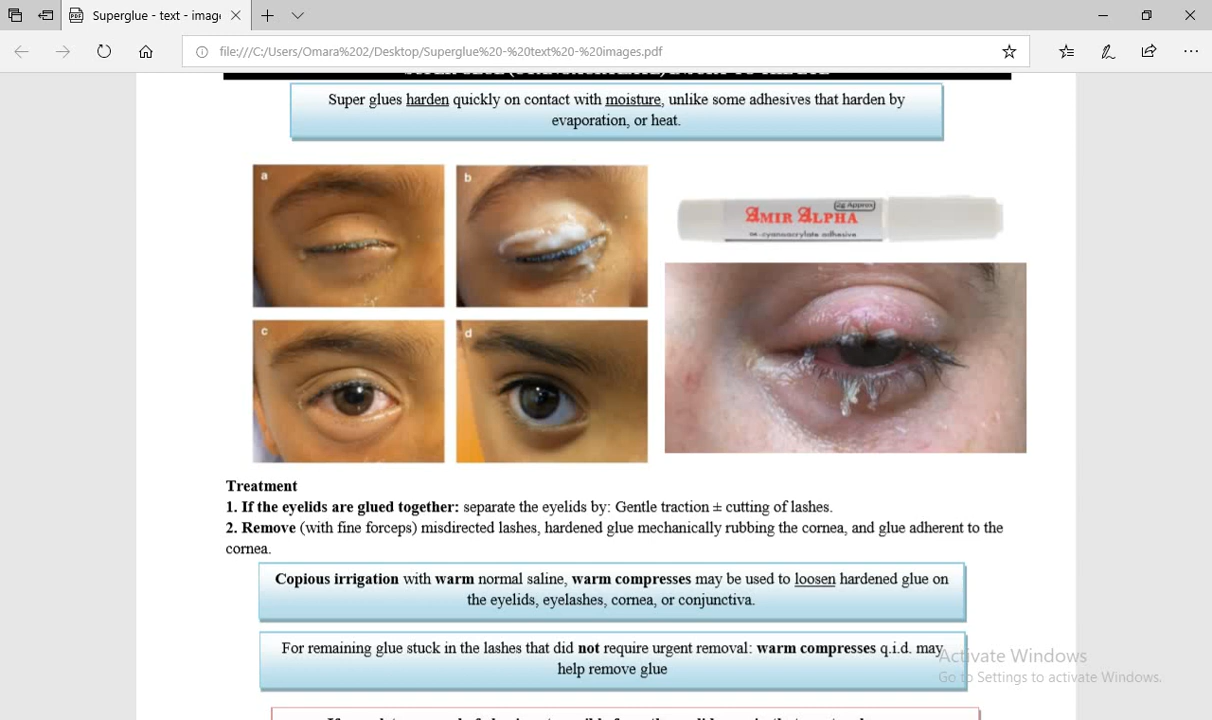 Superglue - text - image
file:///C:/Users/Omara%202/Desktop/Superglue%20-%20text%20-%20images.pdf
Super glues harden quickly on contact with moisture, unlike some adhesives that harden by
evaporation, or heat.
a
b
2g Approx
AMIR ALPHA
cyanoacrylate adhesive
c
d
Treatment
1. If the eyelids are glued together: separate the eyelids by: Gentle traction ± cutting of lashes.
2. Remove (with fine forceps) misdirected lashes, hardened glue mechanically rubbing the cornea, and glue adherent to the
cornea.
Copious irrigation with warm normal saline, warm compresses may be used to loosen hardened glue on
the eyelids, eyelashes, cornea, or conjunctiva.
For remaining glue stuck in the lashes that did not require urgent removal: warm compresses q.i.d. may
help remove glue
Activate Windows
Go to Settings to activate Windows.